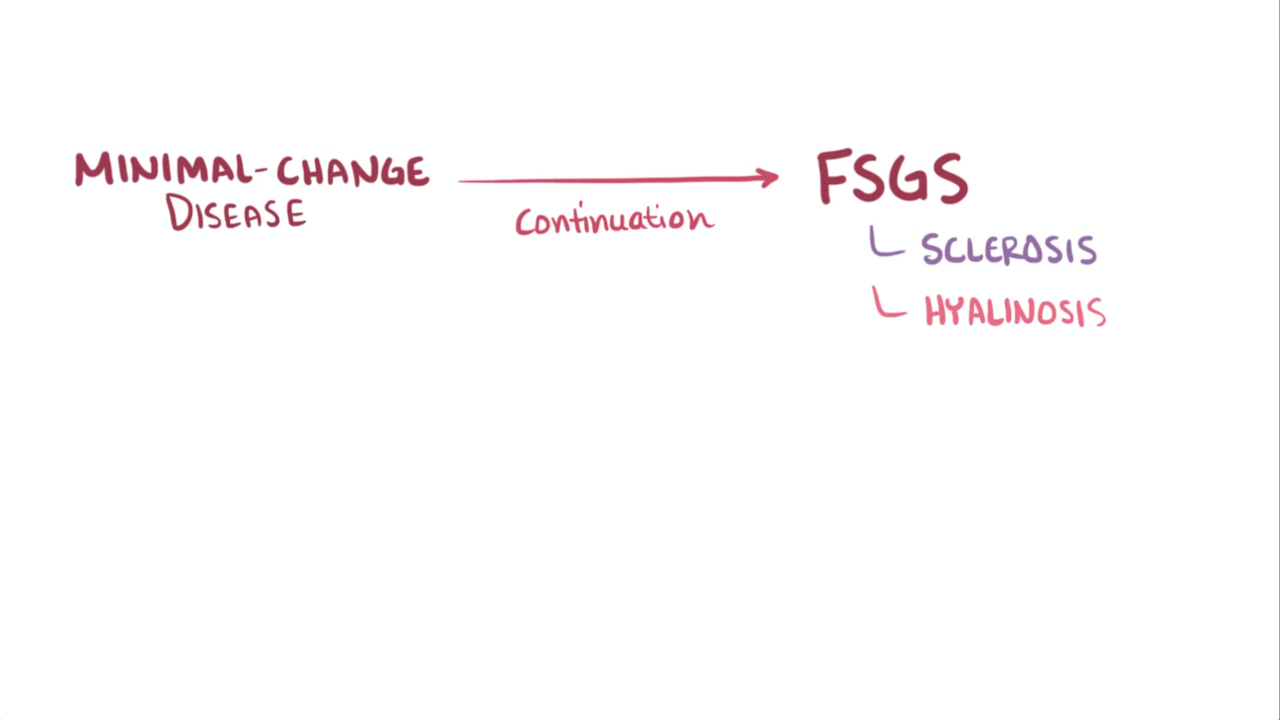 MINIMAL-CHANGE
DISEASE
Continuation
FSGS
SCLEROSIS
HYALINOSIS